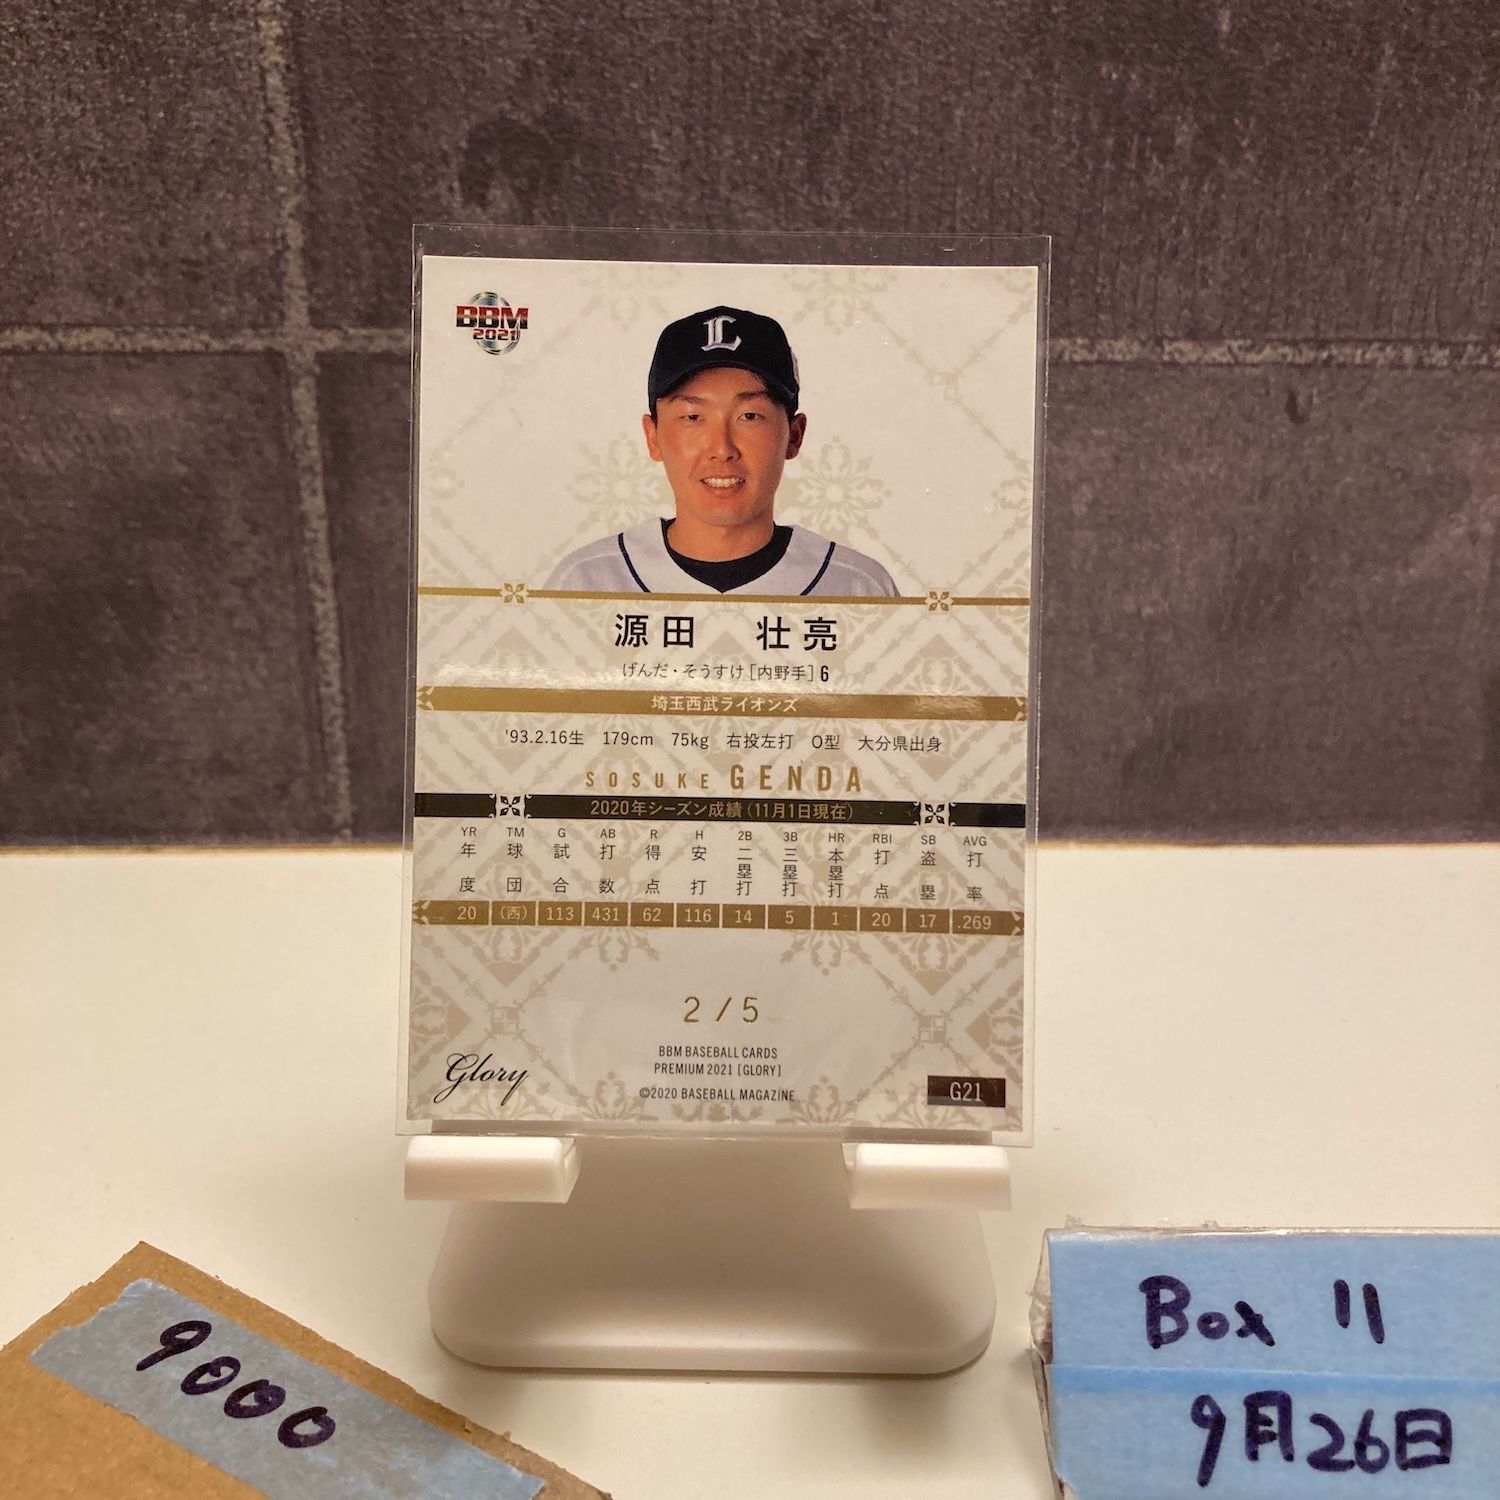 BBM
2021
L
源田 壮亮
げんだ・そうすけ[内野手]6
埼玉西武ライオンズ
'93.2.16生 179cm 75kg 右投左打 O型 大分県出身
SOSUKE GENDA
2020年シーズン成績(11月1日現在)
YR TM G AB R H 2B 3B HR RBI SB AVG
年度 球団 試合 打数 得点 安打 二塁打 三塁打 本塁打 打点 盗塁 打率
20 (西) 113 431 62 116 14 5 1 20 17 .269
2/5
BBM BASEBALL CARDS
PREMIUM 2021 [GLORY]
©2020 BASEBALL MAGAZINE
Glory
G21
9000
Box 11
9月26日